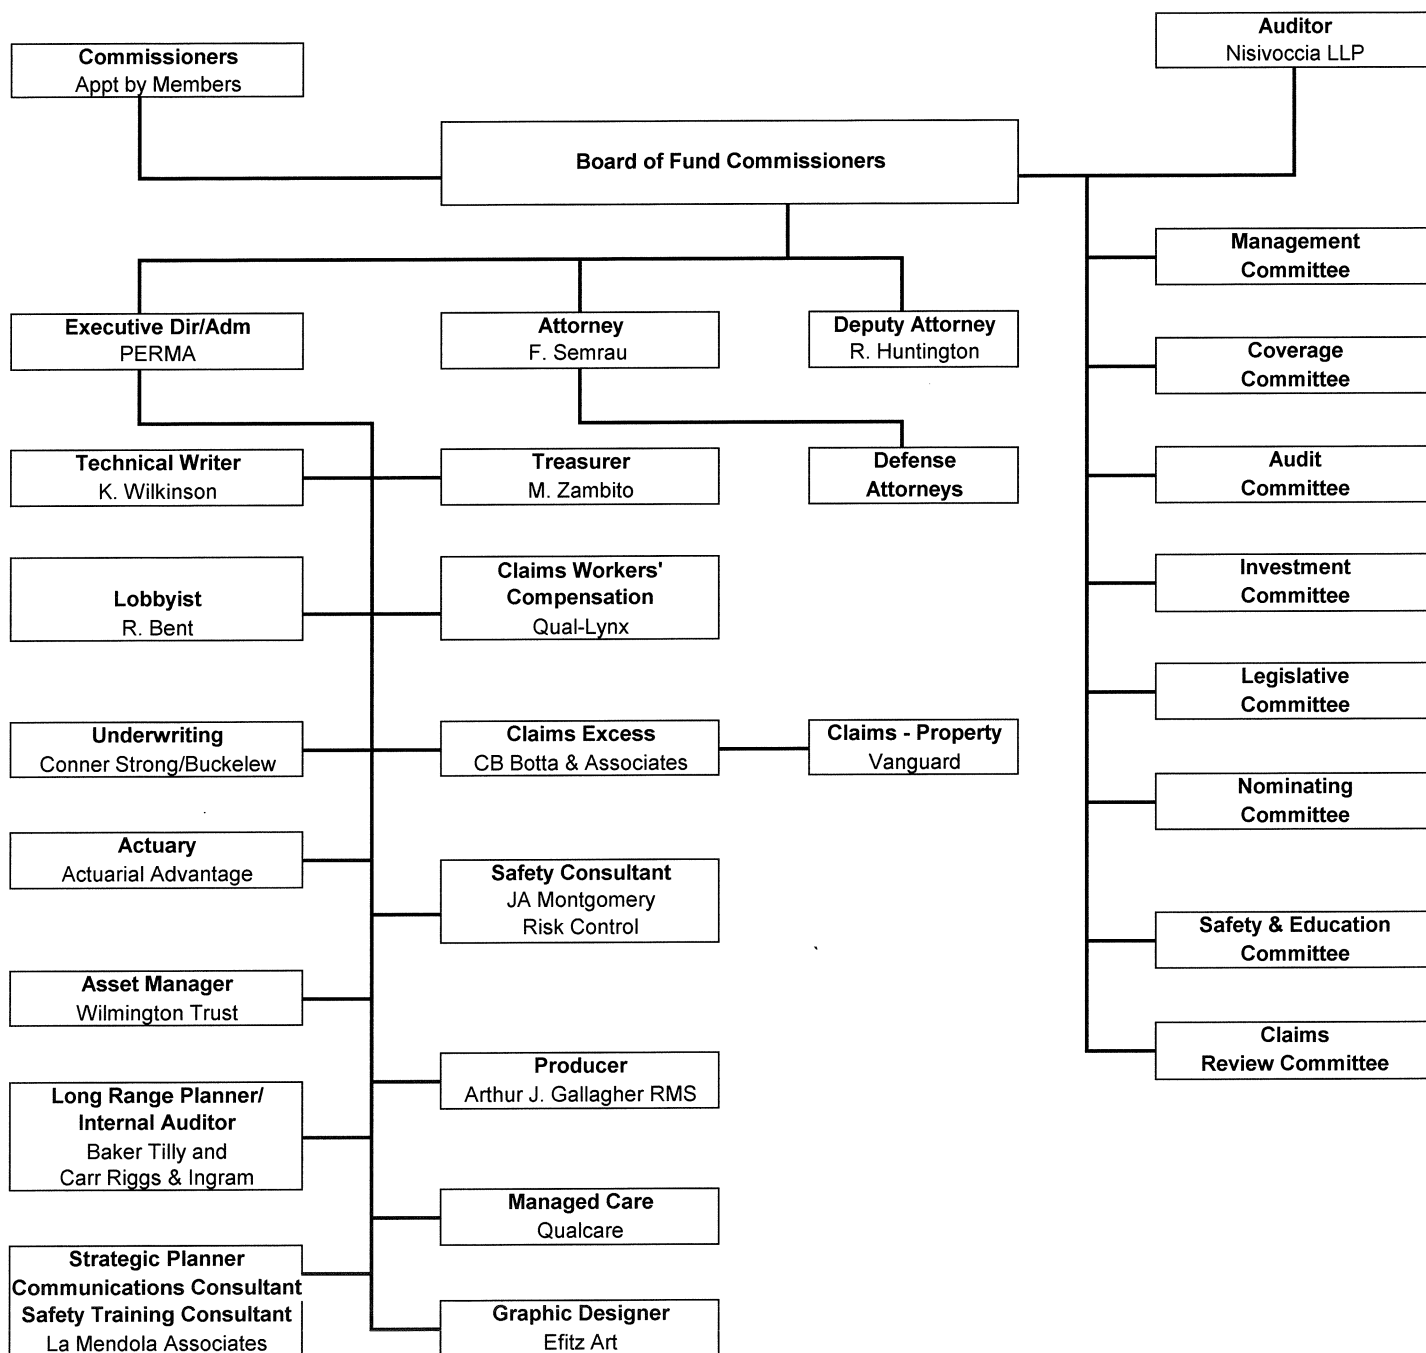 Commissioners
Appt by Members
Auditor
Nisivoccia LLP
Board of Fund Commissioners
Executive Dir/Adm
PERMA
Attorney
F. Semrau
Deputy Attorney
R. Huntington
Management
Committee
Coverage
Committee
Technical Writer
K. Wilkinson
Treasurer
M. Zambito
Defense
Attorneys
Audit
Committee
Lobbyist
R. Bent
Claims Workers'
Compensation
Qual-Lynx
Investment
Committee
Legislative
Committee
Underwriting
Conner Strong/Buckelew
Claims Excess
CB Botta & Associates
Claims - Property
Vanguard
Nominating
Committee
Actuary
Actuarial Advantage
Safety Consultant
JA Montgomery
Risk Control
Safety & Education
Committee
Asset Manager
Wilmington Trust
Producer
Arthur J. Gallagher RMS
Claims
Review Committee
Long Range Planner/
Internal Auditor
Baker Tilly and
Carr Riggs & Ingram
Managed Care
Qualcare
Strategic Planner
Communications Consultant
Safety Training Consultant
La Mendola Associates
Graphic Designer
Efitz Art